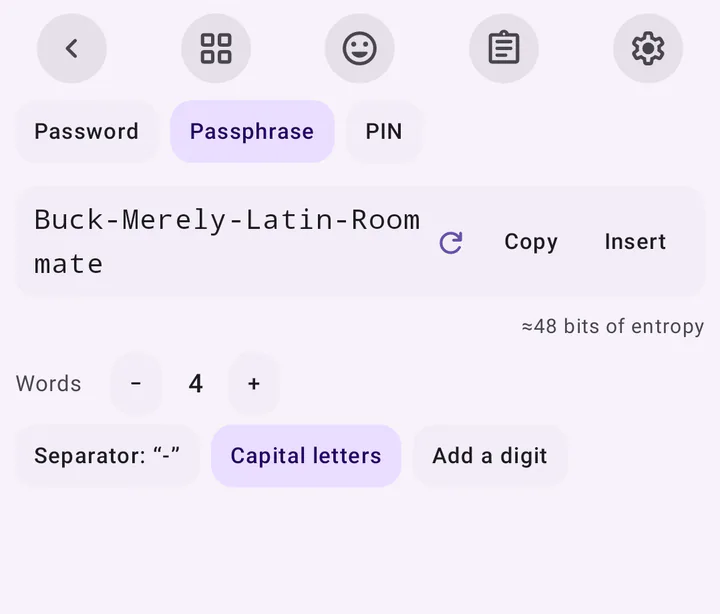 Password Passphrase PIN
Buck-Merely-Latin-Room
mate
Copy Insert
≈48 bits of entropy
Words - 4 +
Separator: “-” Capital letters Add a digit